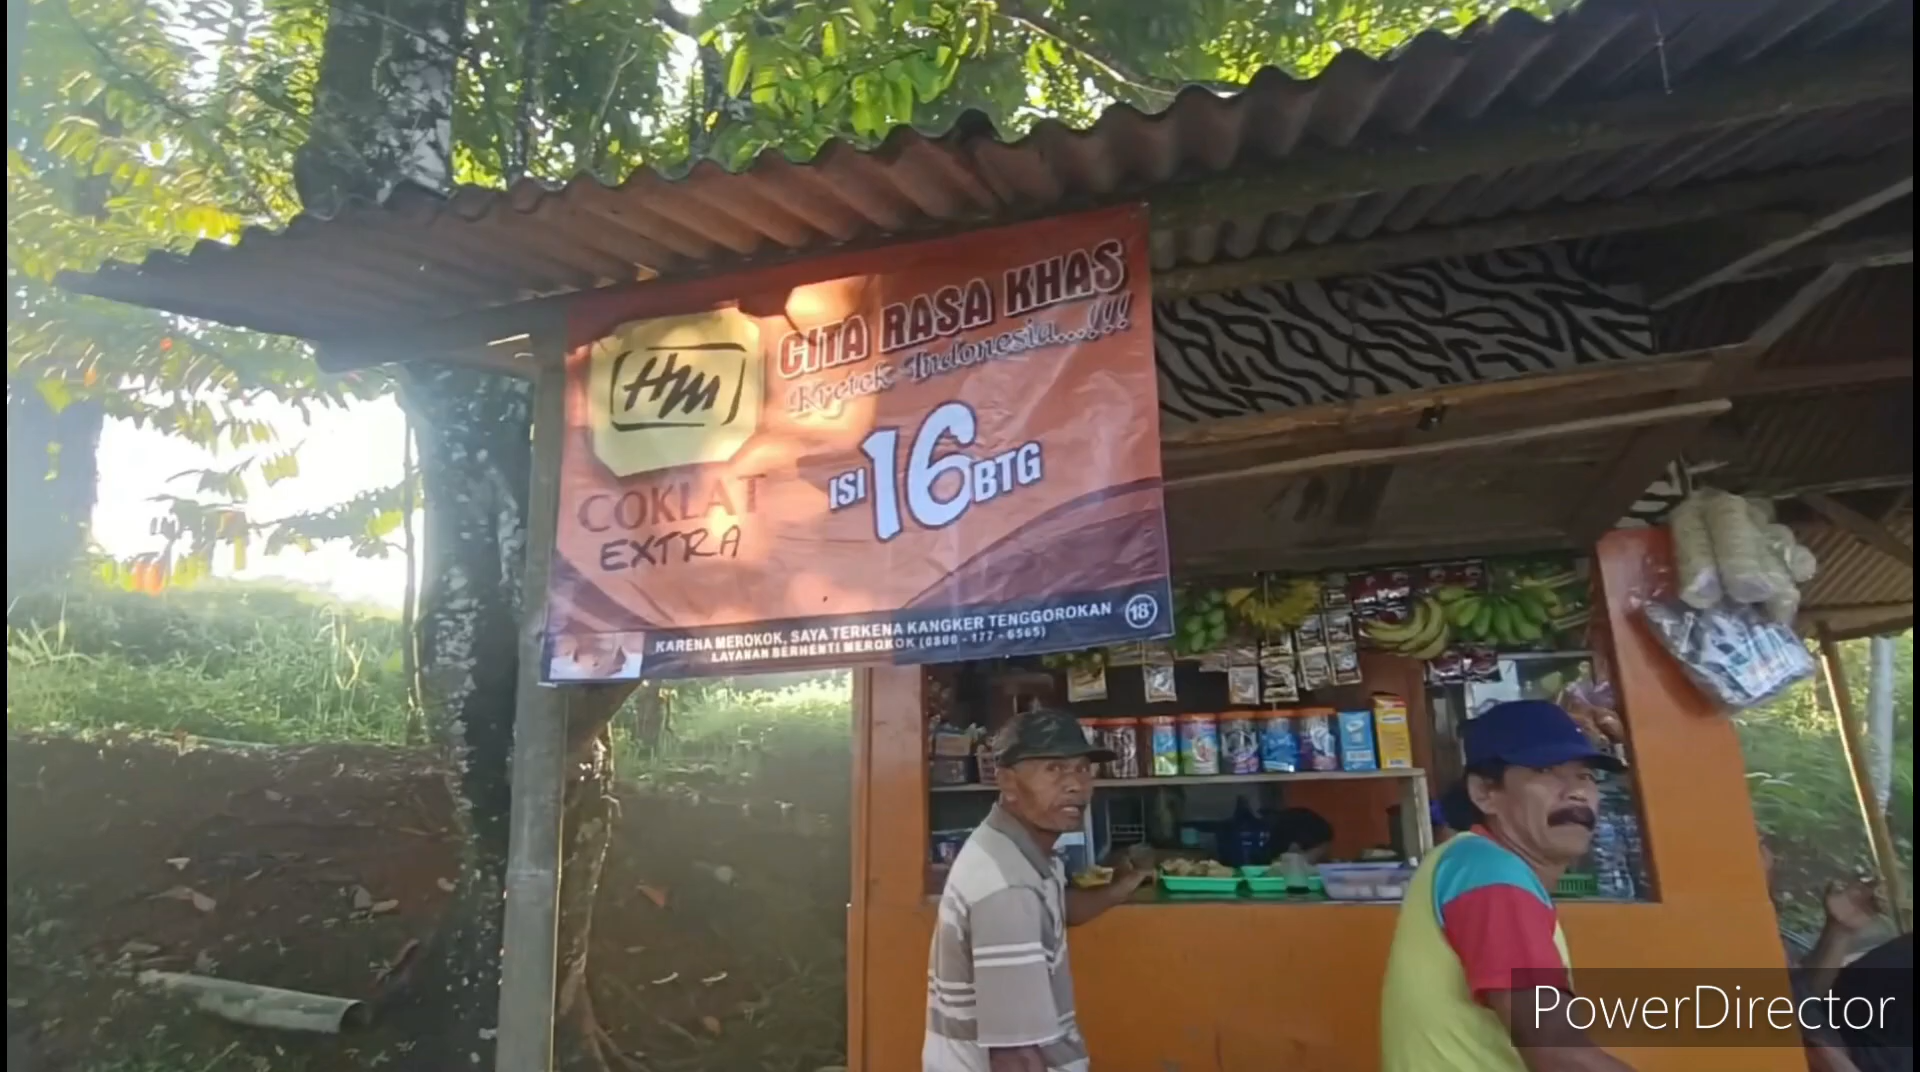 CITA RASA KHAS
Kretek Indonesia...!!!
HM
COKLAT
EXTRA
ISI 16 BTG
KARENA MEROKOK, SAYA TERKENA KANGKER TENGGOROKAN
LAYANAN BERHENTI MEROKOK (0800 - 177 - 6565)
18+
PowerDirector